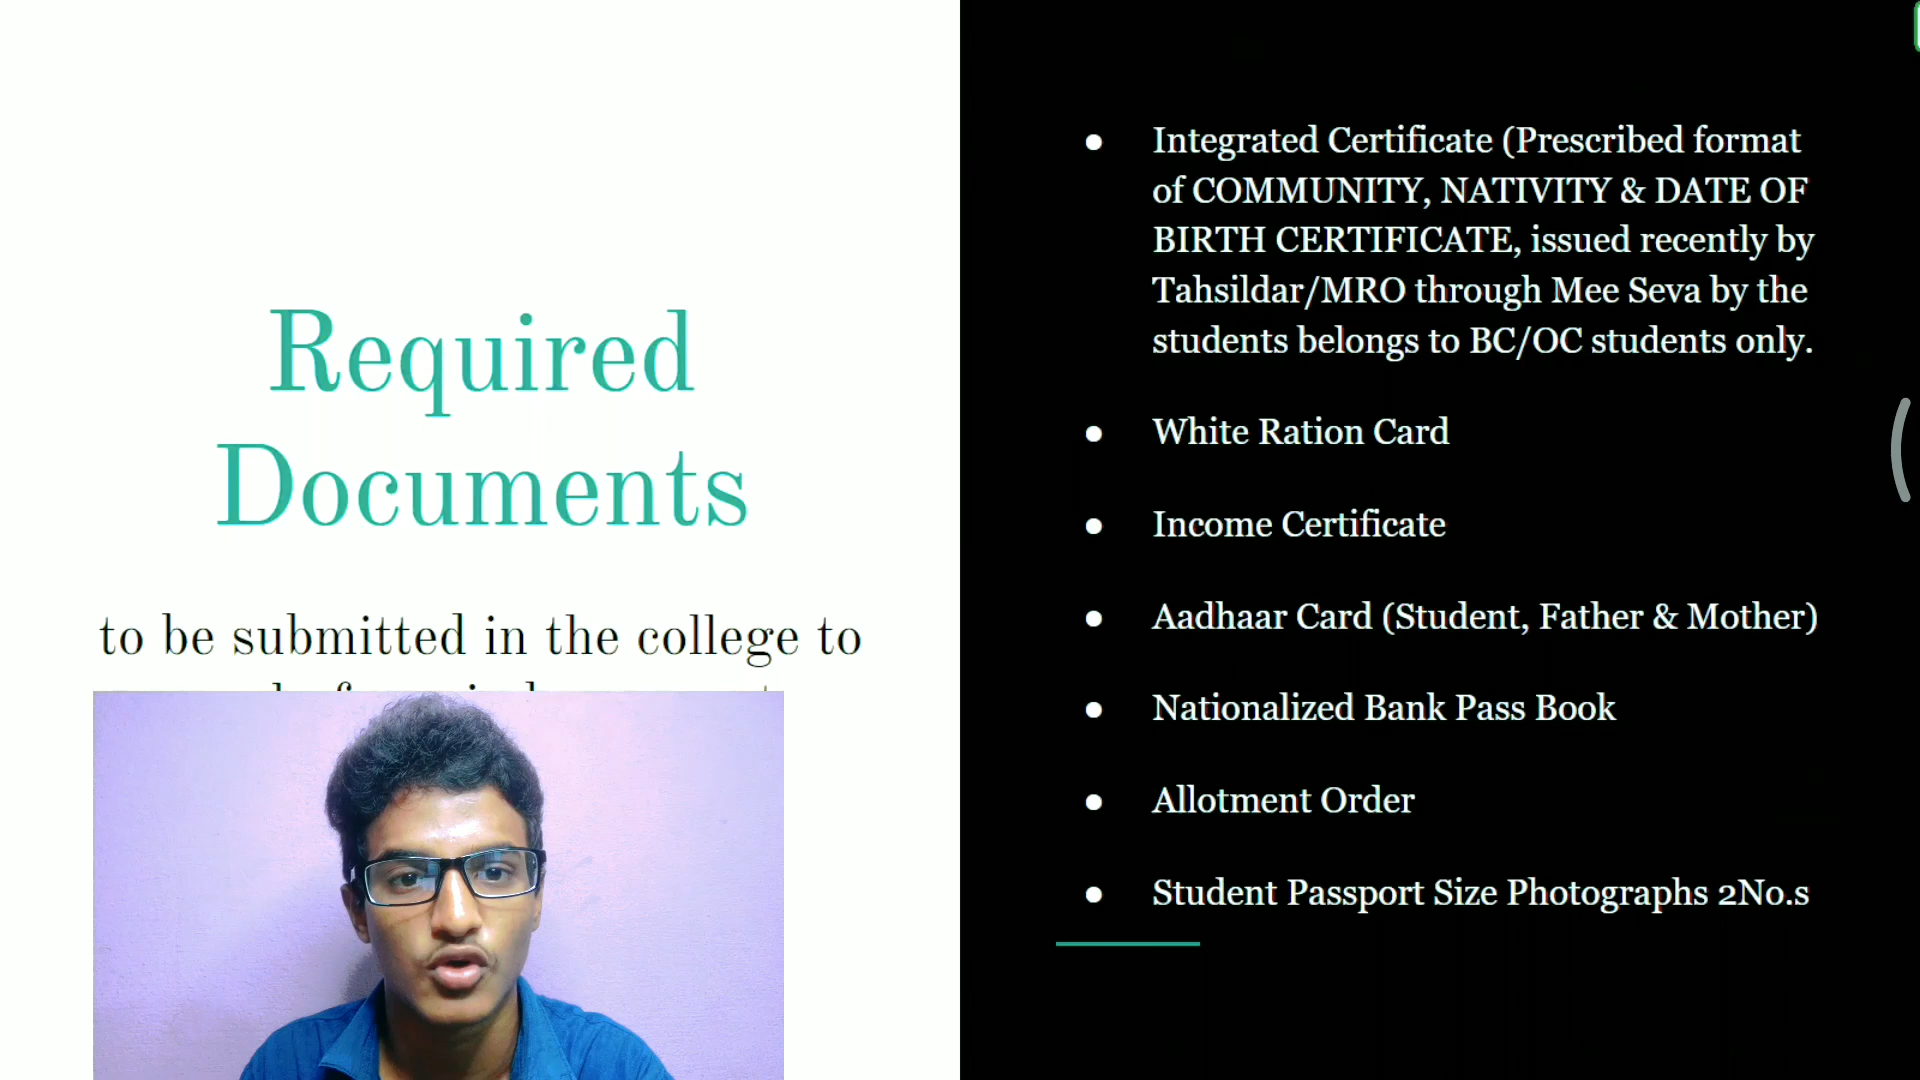 Required
Documents
to be submitted in the college to
Integrated Certificate (Prescribed format
of COMMUNITY, NATIVITY & DATE OF
BIRTH CERTIFICATE, issued recently by
Tahsildar/MRO through Mee Seva by the
students belongs to BC/OC students only.
White Ration Card
Income Certificate
Aadhaar Card (Student, Father & Mother)
Nationalized Bank Pass Book
Allotment Order
Student Passport Size Photographs 2No.s